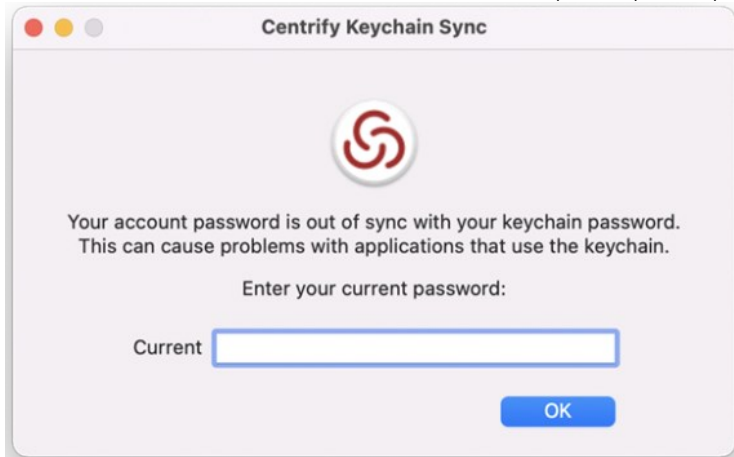 Centrify Keychain Sync
Your account password is out of sync with your keychain password.
This can cause problems with applications that use the keychain.
Enter your current password:
Current
OK